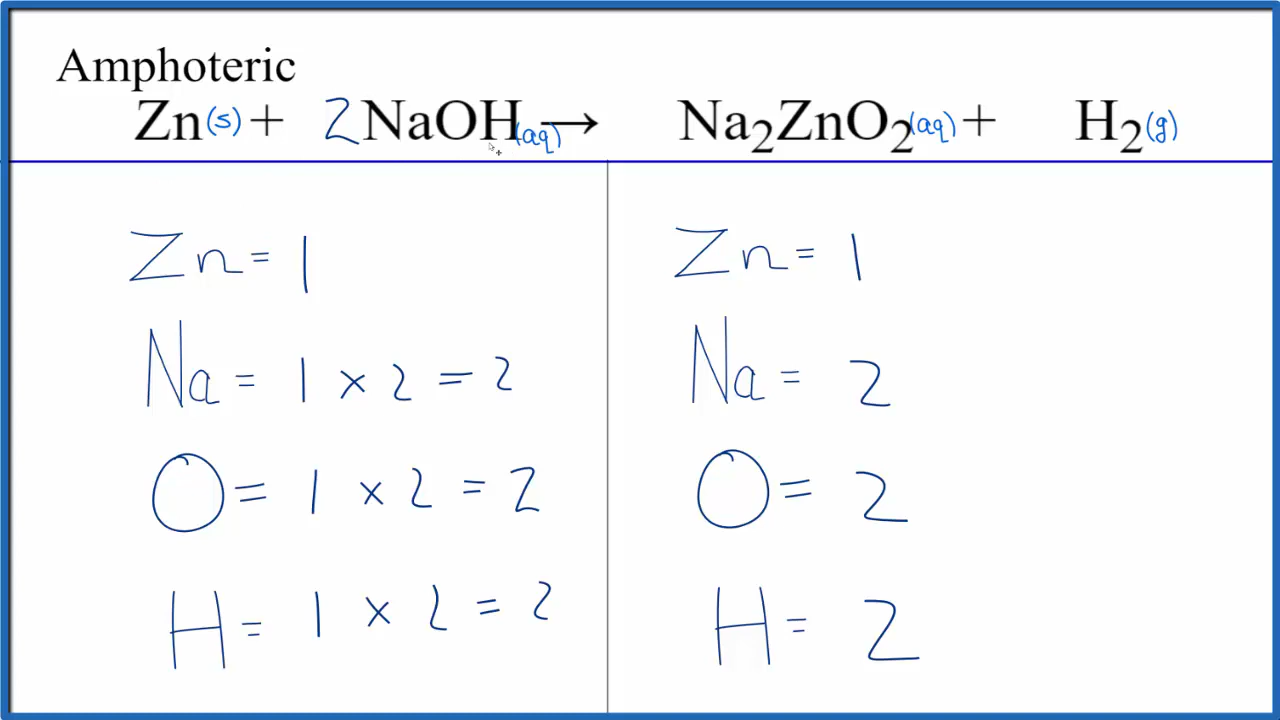 Amphoteric
Zn(s) + 2NaOH(aq) → Na₂ZnO₂(aq) + H₂(g)
Zn = 1
Na = 1 × 2 = 2
O = 1 × 2 = 2
H = 1 × 2 = 2
Zn = 1
Na = 2
O = 2
H = 2